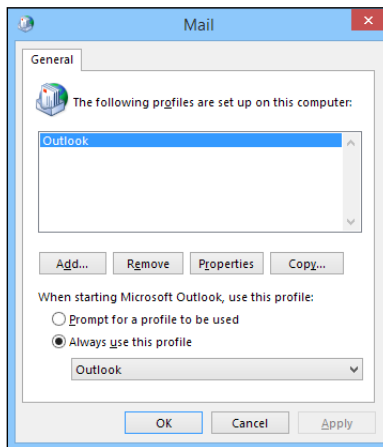 Mail
General
The following profiles are set up on this computer:
Outlook
Add... Remove Properties Copy...
When starting Microsoft Outlook, use this profile:
Prompt for a profile to be used
Always use this profile
Outlook
OK Cancel Apply